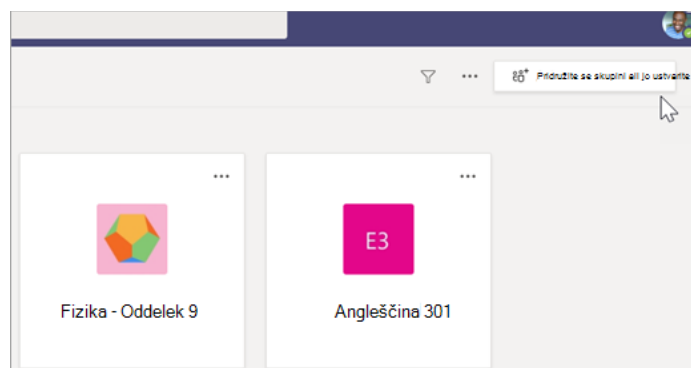 Pridružite se skupini ali jo ustvarite
E3
Fizika - Oddelek 9
Angleščina 301